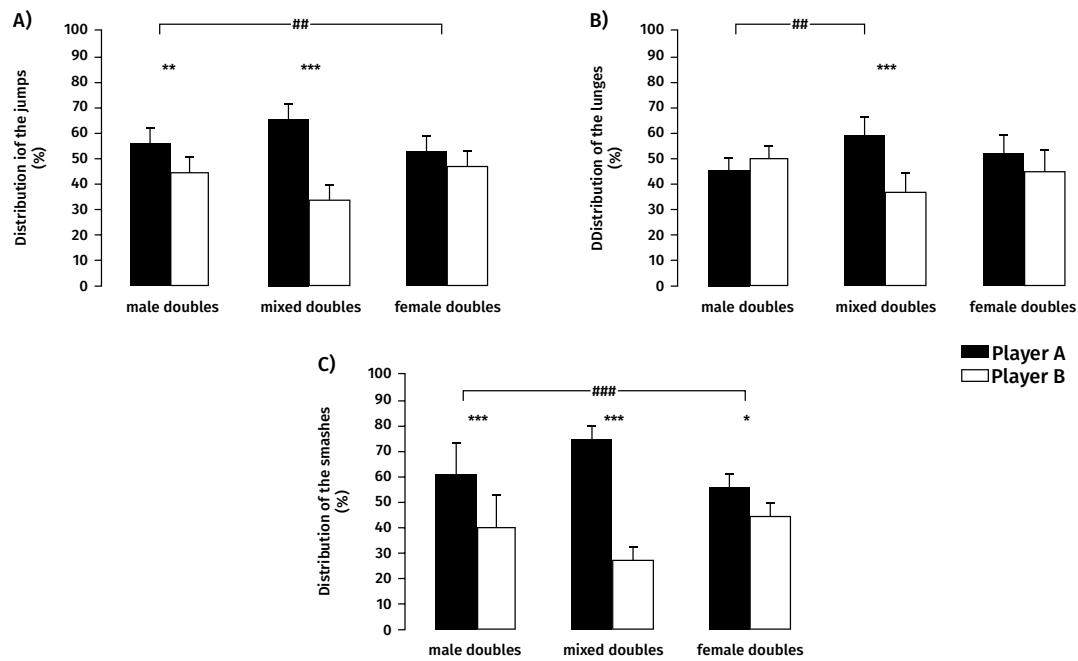 A)
##
100
90
80
70
60
50
40
30
20
10
0
Distribution iof the jumps
(%)
**
***
male doubles
mixed doubles
female doubles
B)
##
100
90
80
70
60
50
40
30
20
10
0
DDistribution of the lunges
(%)
***
male doubles
mixed doubles
female doubles
Player A
Player B
C)
###
100
90
80
70
60
50
40
30
20
10
0
Distribution of the smashes
(%)
***
***
*
male doubles
mixed doubles
female doubles